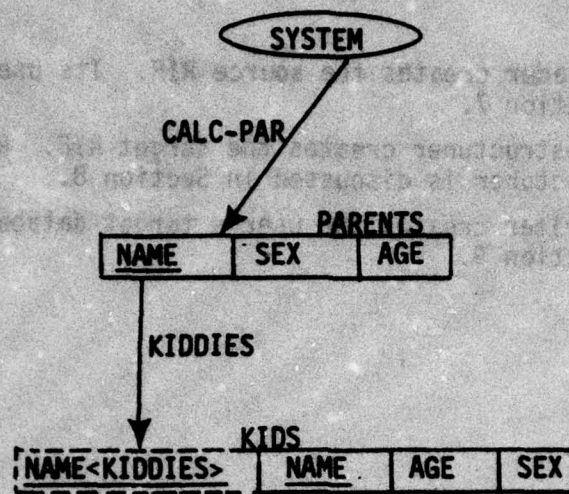 SYSTEM
CALC-PAR
PARENTS
NAME SEX AGE
KIDDIES
KIDS
NAME<KIDDIES> NAME AGE SEX